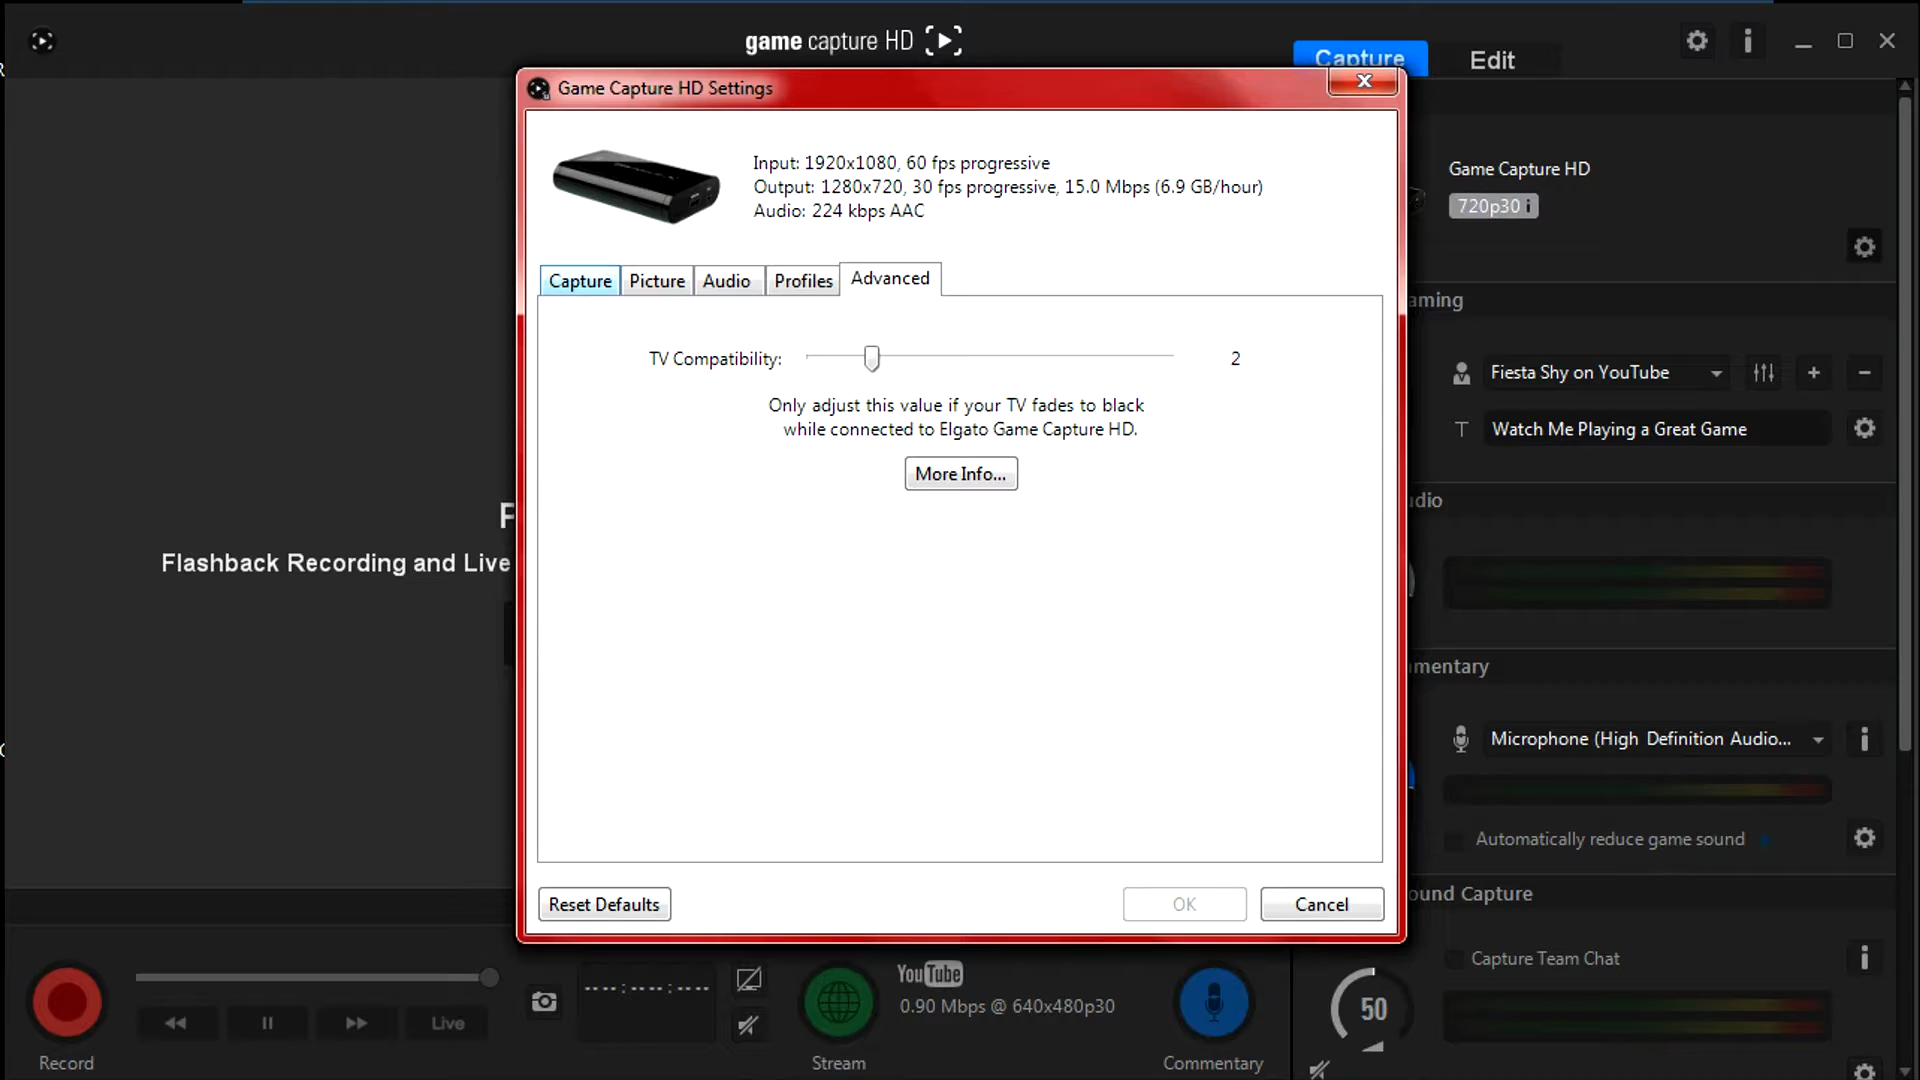 game capture HD
Capture
Edit
Game Capture HD Settings
Input: 1920x1080, 60 fps progressive
Output: 1280x720, 30 fps progressive, 15.0 Mbps (6.9 GB/hour)
Audio: 224 kbps AAC
Capture
Picture
Audio
Profiles
Advanced
TV Compatibility:
2
Only adjust this value if your TV fades to black
while connected to Elgato Game Capture HD.
More Info...
Reset Defaults
OK
Cancel
Flashback Recording and Live
Game Capture HD
720p30 i
aming
Fiesta Shy on YouTube
Watch Me Playing a Great Game
dio
Microphone (High Definition Audio...
mentary
Automatically reduce game sound
ound Capture
Capture Team Chat
50
Record
Live
--:--:--
Stream
YouTube
0.90 Mbps @ 640x480p30
Commentary